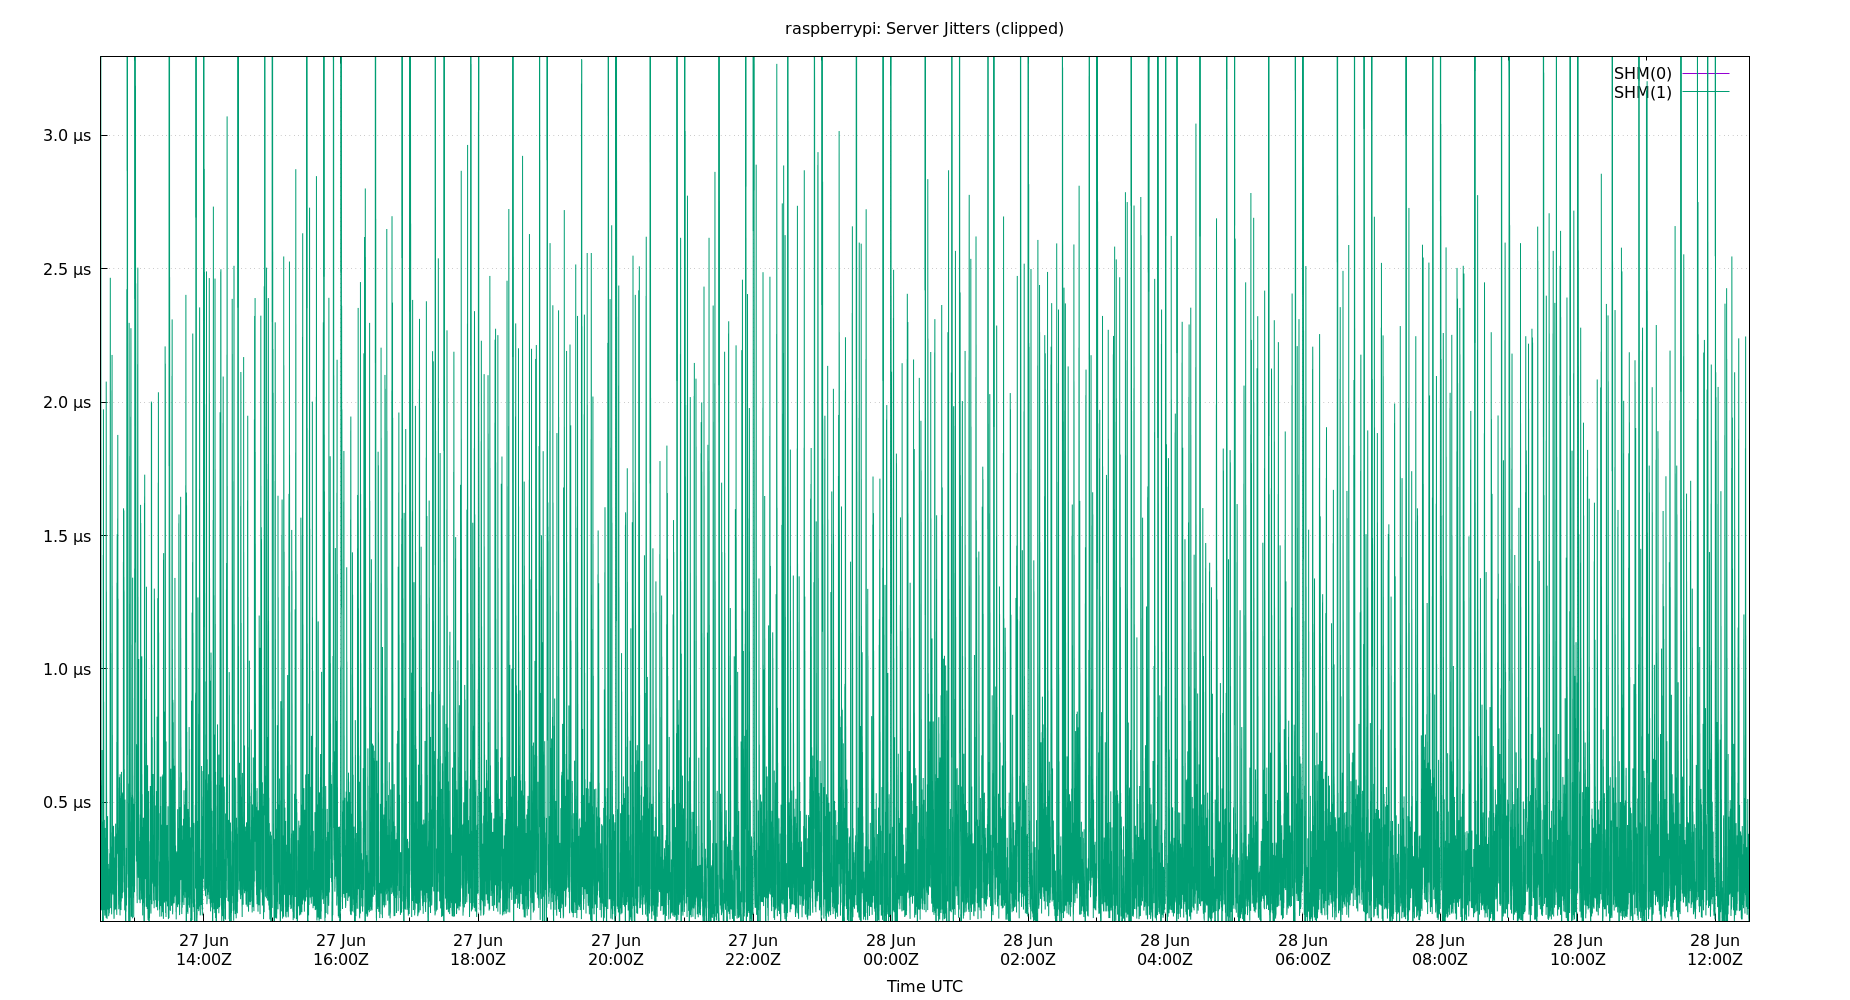 raspberrypi: Server Jitters (clipped)
SHM(0)
SHM(1)
3.0 µs
2.5 µs
2.0 µs
1.5 µs
1.0 µs
0.5 µs
27 Jun 27 Jun 27 Jun 27 Jun 27 Jun 28 Jun 28 Jun 28 Jun 28 Jun 28 Jun 28 Jun 28 Jun
14:00Z 16:00Z 18:00Z 20:00Z 22:00Z 00:00Z 02:00Z 04:00Z 06:00Z 08:00Z 10:00Z 12:00Z
Time UTC